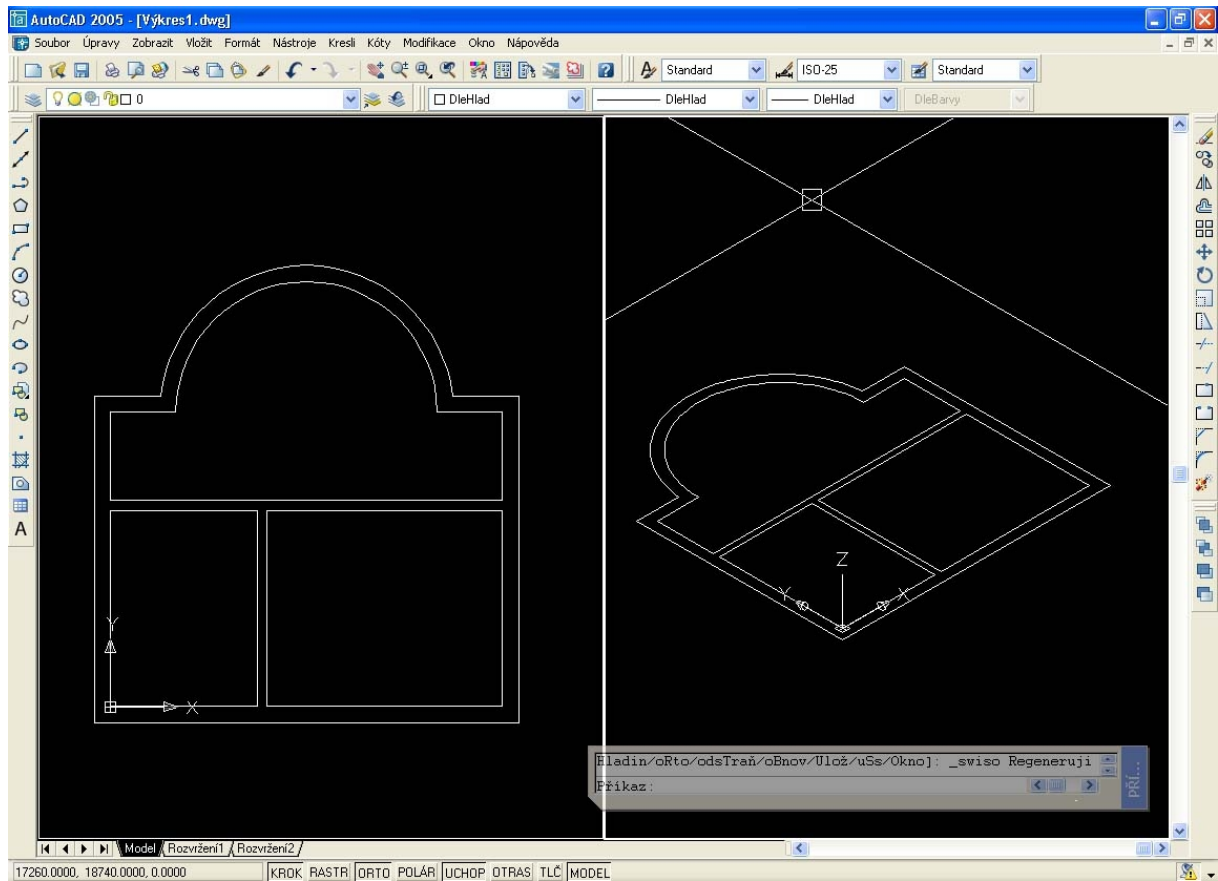 AutoCAD 2005 - [Výkres1.dwg]
Soubor Úpravy Zobrazit Vložit Formát Nástroje Kresli Kóty Modifikace Okno Nápověda
Standard ISO-25 Standard
0 DleHlad DleHlad DleHlad DleBarvy
A
Z
Y X
Y
X
Hladin/oRto/odsTraň/oBnov/Ulož/uSs/Okno]: _swiso Regeneruji
Příkaz:
PŘÍ...
Model Rozvržení1 Rozvržení2
17260.0000, 18740.0000, 0.0000 KROK RASTR ORTO POLÁR UCHOP OTRAS TLČ MODEL